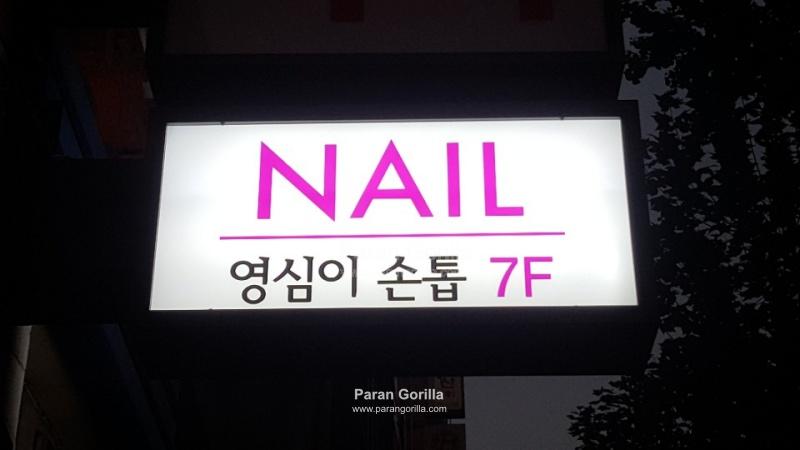 NAIL
영심이 손톱 7F
Paran Gorilla
www.parangorilla.com